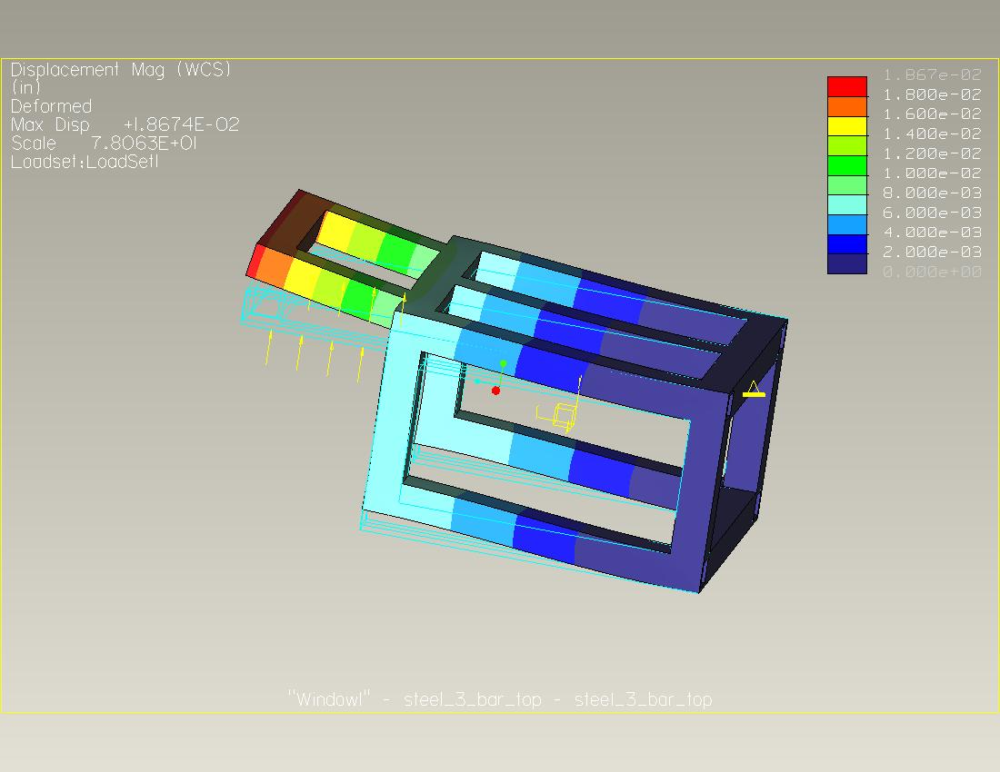 Displacement Mag (WCS)
(in)
Deformed
Max Disp +1.8674E-02
Scale 7.8063E+01
Loadset:LoadSet1
1.867e-02
1.800e-02
1.600e-02
1.400e-02
1.200e-02
1.000e-02
8.000e-03
6.000e-03
4.000e-03
2.000e-03
0.000e+00
"Window1" - steel_3_bar_top - steel_3_bar_top